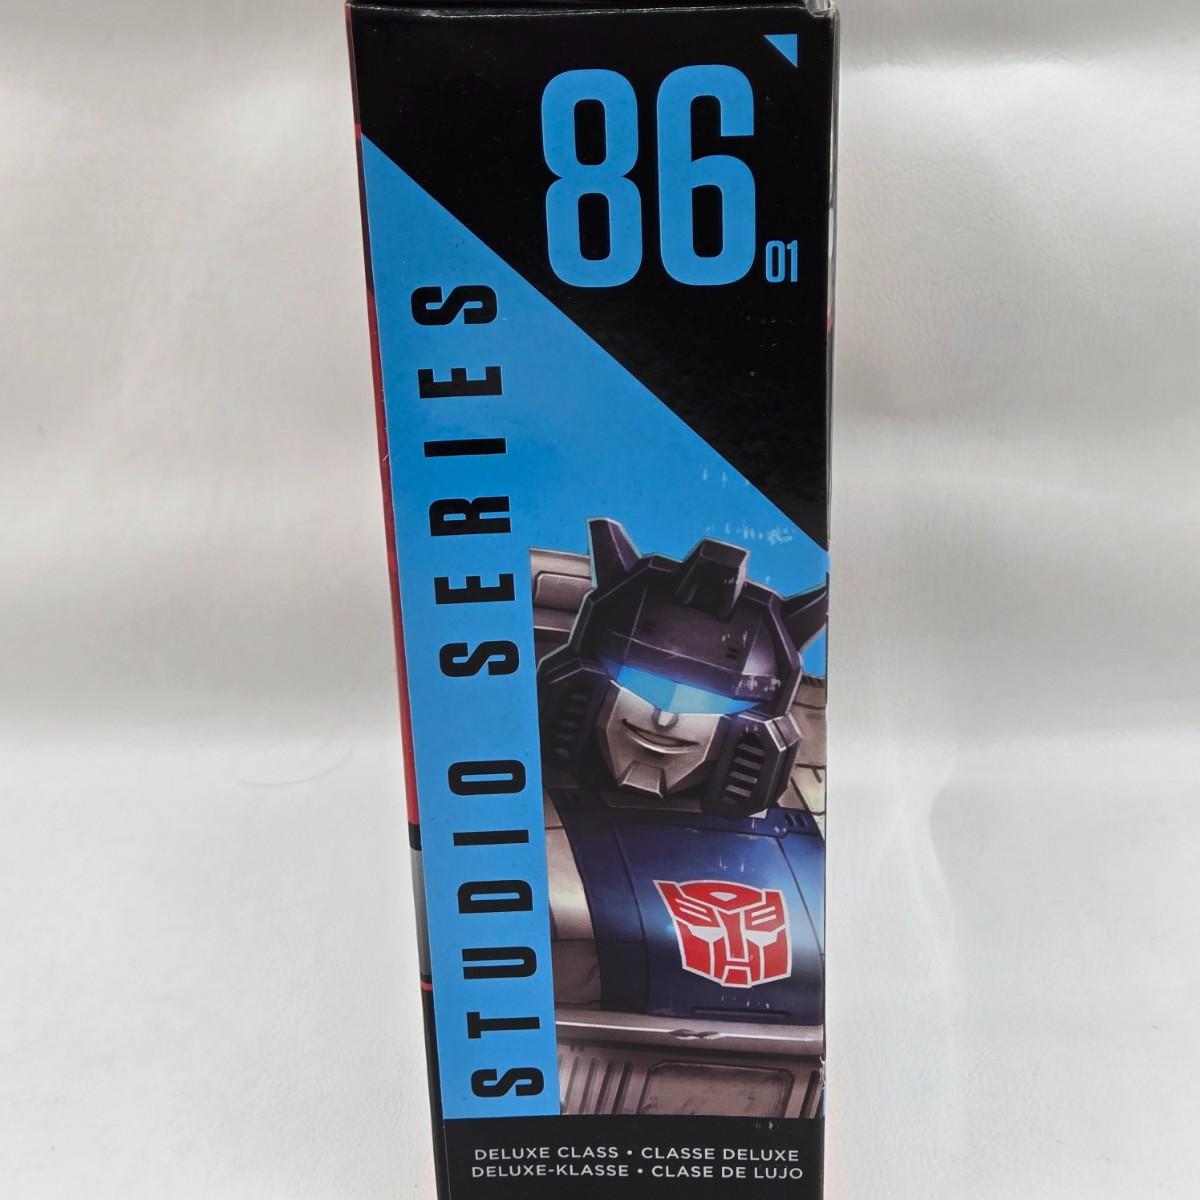 86
01
STUDIO SERIES
DELUXE CLASS • CLASSE DELUXE
DELUXE-KLASSE • CLASE DE LUJO